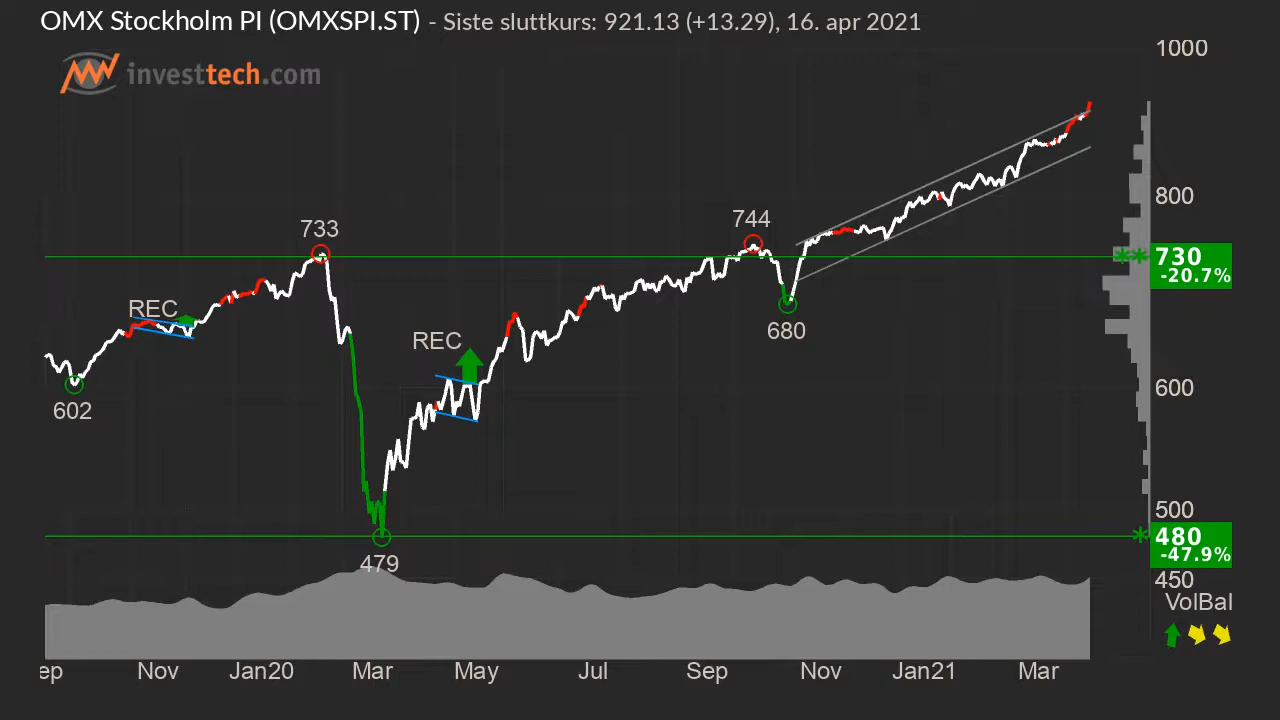 OMX Stockholm PI (OMXSPI.ST) - Siste sluttkurs: 921.13 (+13.29), 16. apr 2021
investtech.com
1000
800
730
-20.7%
600
500
480
-47.9%
450
VolBal
733
744
REC
REC
680
602
479
ep Nov Jan20 Mar May Jul Sep Nov Jan21 Mar